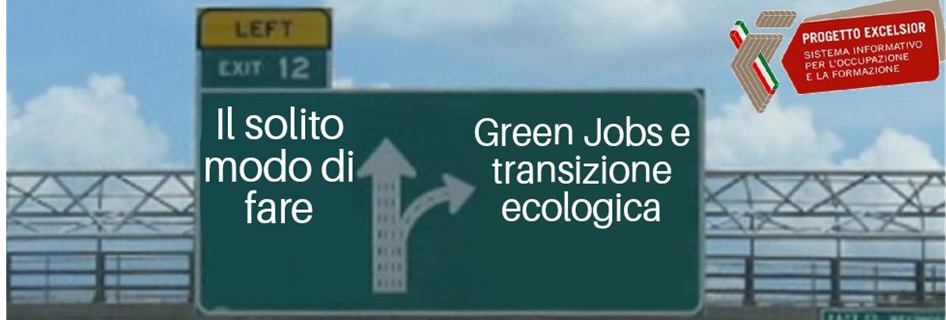 LEFT
EXIT 12
Il solito
modo di
fare
Green Jobs e
transizione
ecologica
PROGETTO EXCELSIOR
SISTEMA INFORMATIVO
PER L'OCCUPAZIONE
E LA FORMAZIONE